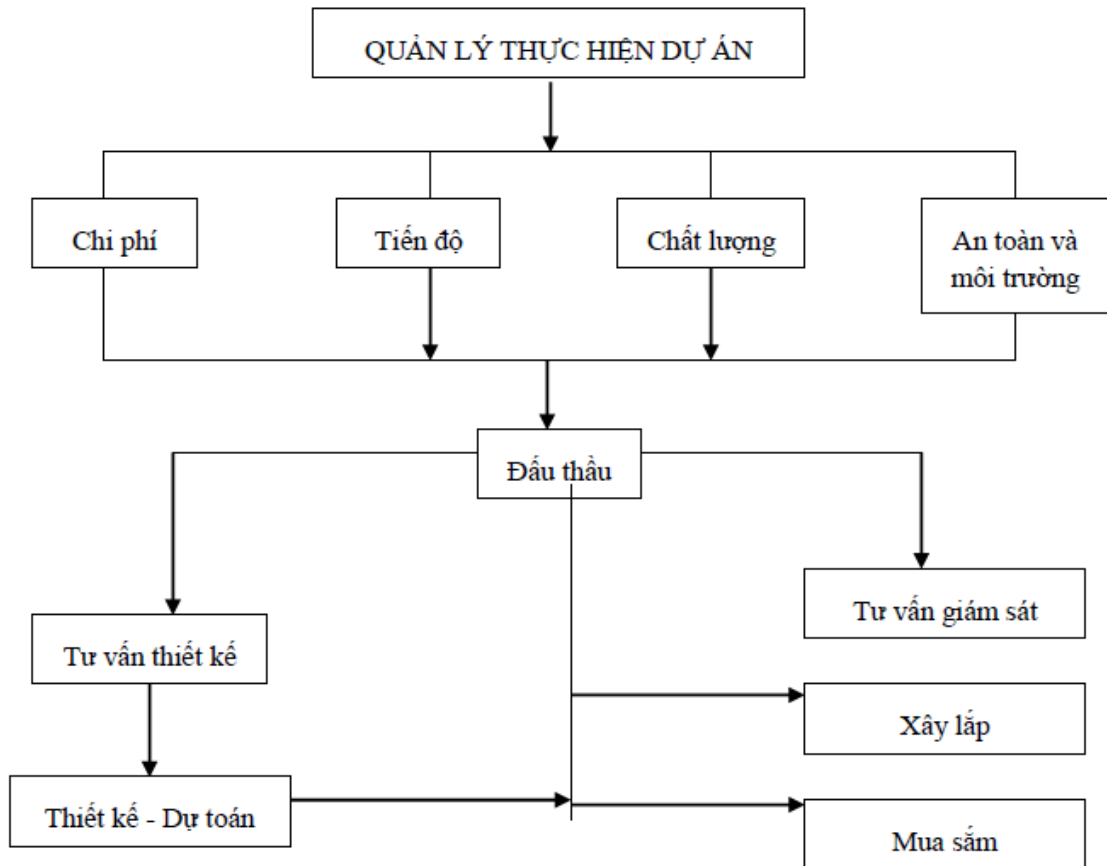 QUẢN LÝ THỰC HIỆN DỰ ÁN
Chi phí
Tiến độ
Chất lượng
An toàn và
môi trường
Đấu thầu
Tư vấn giám sát
Tư vấn thiết kế
Xây lắp
Thiết kế - Dự toán
Mua sắm